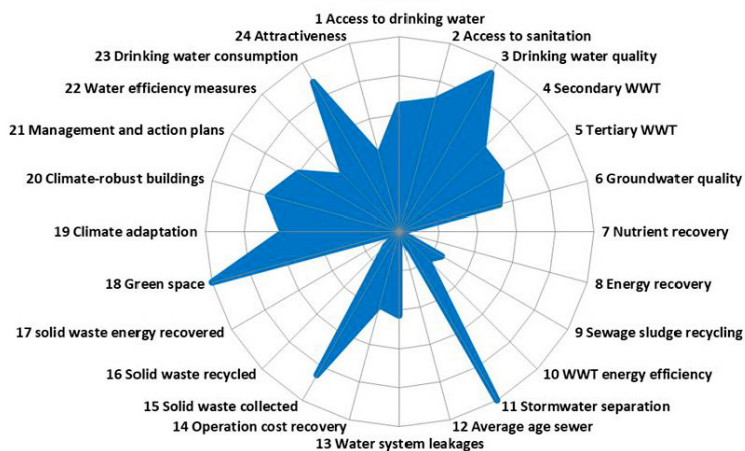 1 Access to drinking water
2 Access to sanitation
3 Drinking water quality
4 Secondary WWT
5 Tertiary WWT
6 Groundwater quality
7 Nutrient recovery
8 Energy recovery
9 Sewage sludge recycling
10 WWT energy efficiency
11 Stormwater separation
12 Average age sewer
13 Water system leakages
14 Operation cost recovery
15 Solid waste collected
16 Solid waste recycled
17 solid waste energy recovered
18 Green space
19 Climate adaptation
20 Climate-robust buildings
21 Management and action plans
22 Water efficiency measures
23 Drinking water consumption
24 Attractiveness